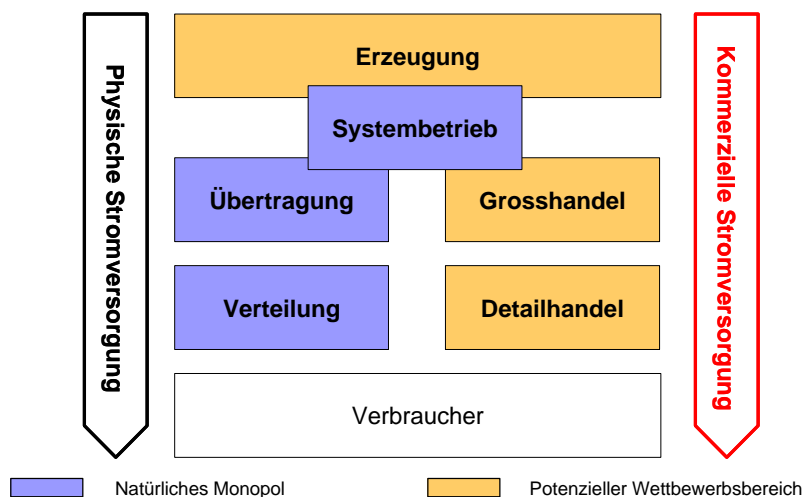 Physische Stromversorgung
Erzeugung
Kommerzielle Stromversorgung
Systembetrieb
Übertragung
Grosshandel
Verteilung
Detailhandel
Verbraucher
Natürliches Monopol
Potenzieller Wettbewerbsbereich